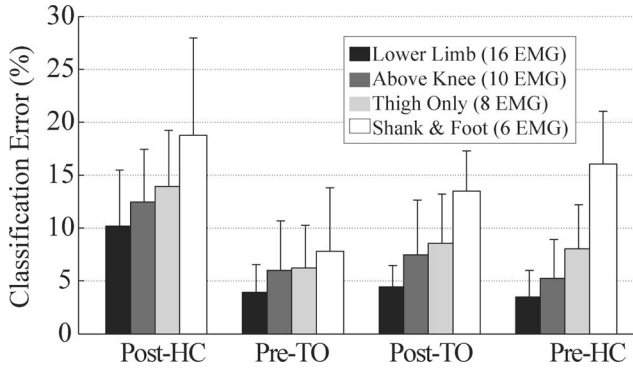 Classification Error (%)
30
25
20
15
10
5
0
Lower Limb (16 EMG)
Above Knee (10 EMG)
Thigh Only (8 EMG)
Shank & Foot (6 EMG)
Post-HC Pre-TO Post-TO Pre-HC